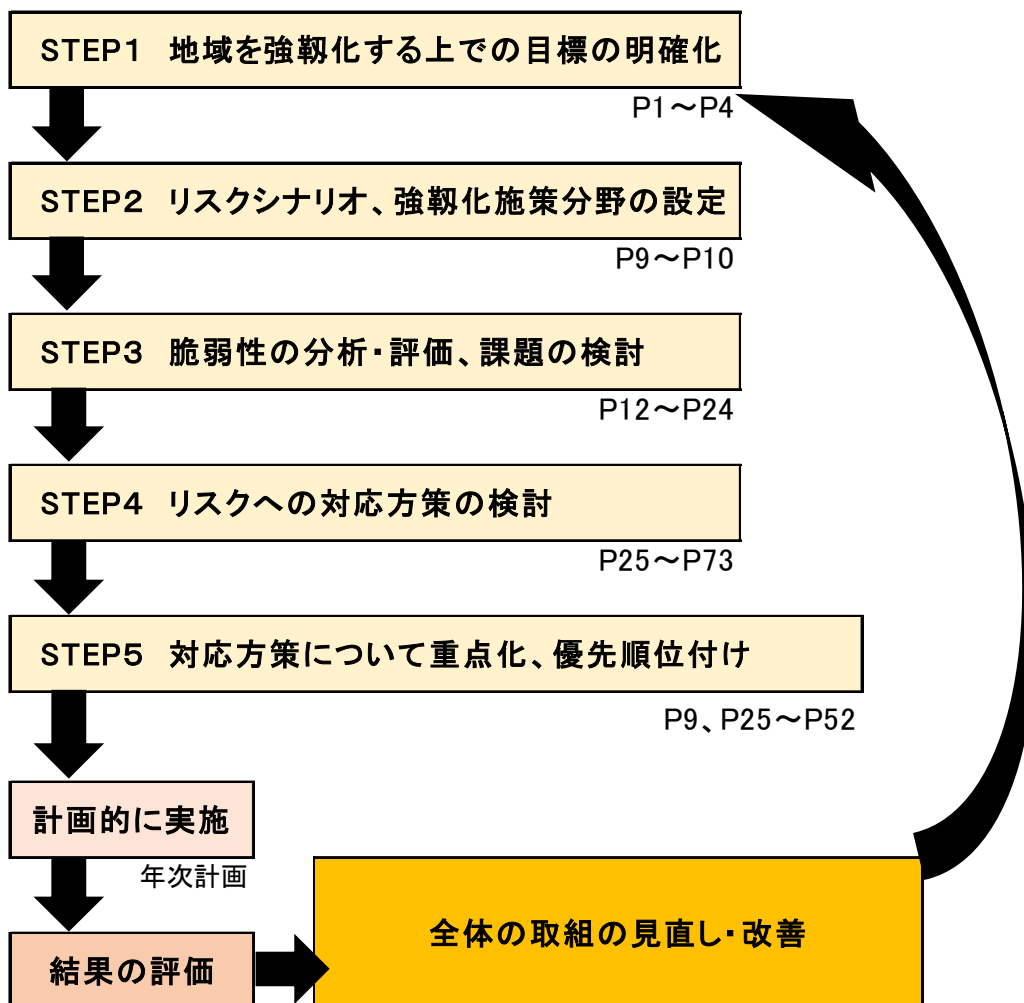 STEP1 地域を強靱化する上での目標の明確化
P1～P4
STEP2 リスクシナリオ、強靱化施策分野の設定
P9～P10
STEP3 脆弱性の分析・評価、課題の検討
P12～P24
STEP4 リスクへの対応方策の検討
P25～P73
STEP5 対応方策について重点化、優先順位付け
P9、P25～P52
計画的に実施
年次計画
結果の評価
全体の取組の見直し・改善